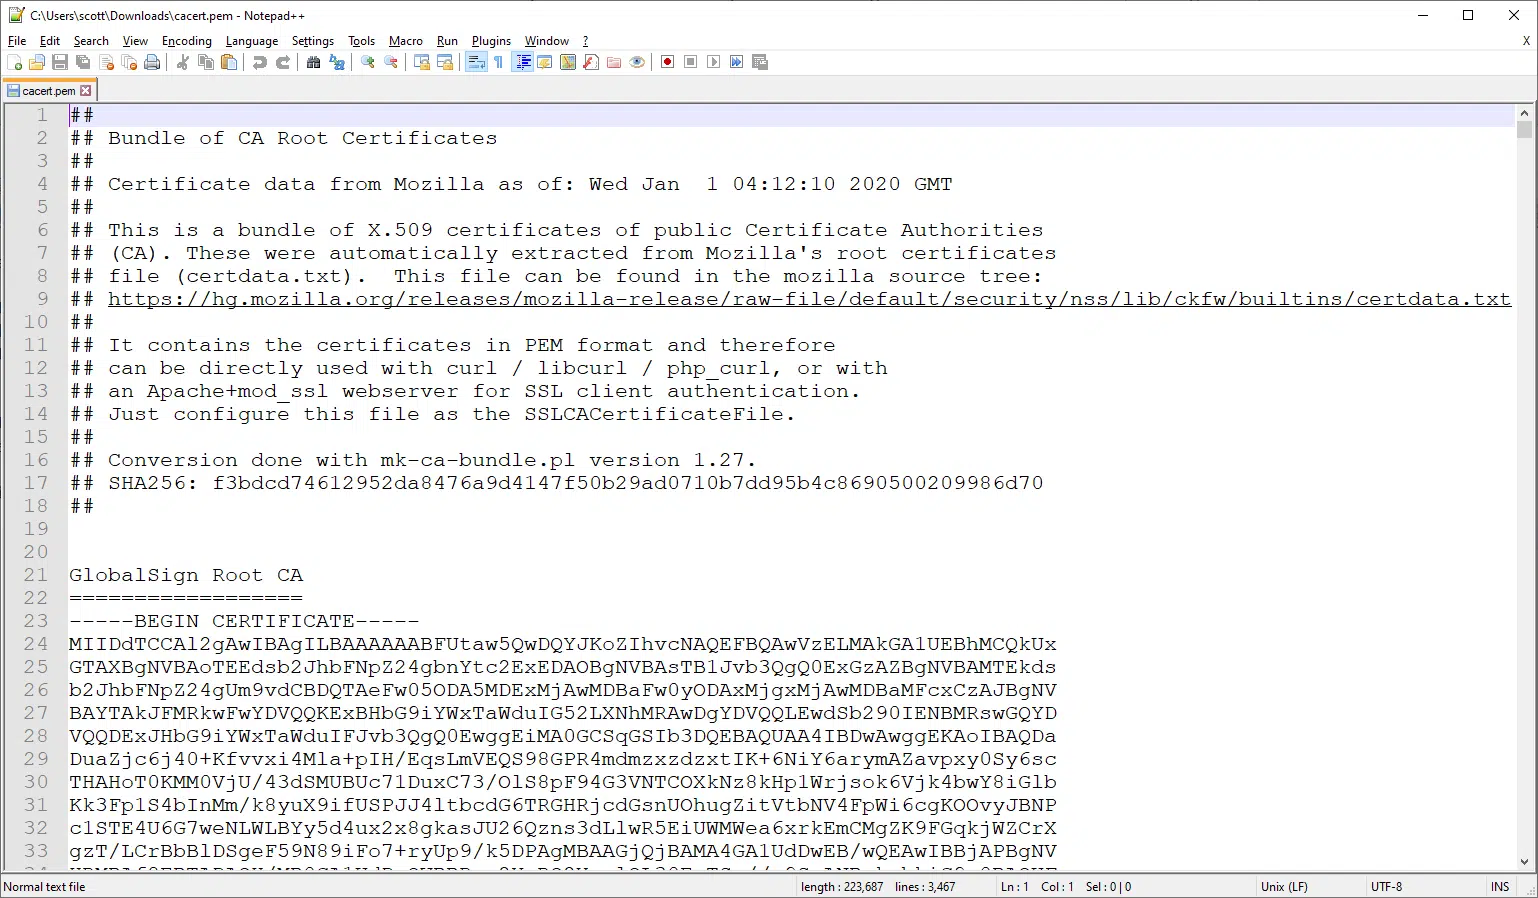 C:\Users\scott\Downloads\cacert.pem - Notepad++
File Edit Search View Encoding Language Settings Tools Macro Run Plugins Window ?
X
cacert.pem
1 ##
2 ## Bundle of CA Root Certificates
3 ##
4 ## Certificate data from Mozilla as of: Wed Jan  1 04:12:10 2020 GMT
5 ##
6 ## This is a bundle of X.509 certificates of public Certificate Authorities
7 ## (CA). These were automatically extracted from Mozilla's root certificates
8 ## file (certdata.txt).  This file can be found in the mozilla source tree:
9 ## https://hg.mozilla.org/releases/mozilla-release/raw-file/default/security/nss/lib/ckfw/builtins/certdata.txt
10 ##
11 ## It contains the certificates in PEM format and therefore
12 ## can be directly used with curl / libcurl / php_curl, or with
13 ## an Apache+mod_ssl webserver for SSL client authentication.
14 ## Just configure this file as the SSLCACertificateFile.
15 ##
16 ## Conversion done with mk-ca-bundle.pl version 1.27.
17 ## SHA256: f3bdcd74612952da8476a9d4147f50b29ad0710b7dd95b4c8690500209986d70
18 ##
19
20
21 GlobalSign Root CA
22 ==================
23 -----BEGIN CERTIFICATE-----
24 MIIDdTCCAl2gAwIBAgILBAAAAAABFUtaw5QwDQYJKoZIhvcNAQEFBQAwVzELMAkGA1UEBhMCQkUx
25 GTAXBgNVBAoTEEdsb2JhbFNpZ24gbnYtc2ExEDAOBgNVBAsTB1Jvb3QgQ0ExGzAZBgNVBAMTEkds
26 b2JhbFNpZ24gUm9vdCBDQTAeFw05ODA5MDExMjAwMDBaFw0yODAxMjgxMjAwMDBaMFcxCzAJBgNV
27 BAYTAkJFMRkwFwYDVQQKExBHbG9iYWxTaWduIG52LXNhMRAwDgYDVQQLEwdSb290IENBMRswGQYD
28 VQQDExJHbG9iYWxTaWduIFJvb3QgQ0EwggEiMA0GCSqGSIb3DQEBAQUAA4IBDwAwggEKAoIBAQDa
29 DuaZjc6j40+Kfvvxi4Mla+pIH/EqsLmVEQS98GPR4mdmzxzdzxtIK+6NiY6arymAZavpxy0Sy6sc
30 THAHoT0KMM0VjU/43dSMUBUc71DuxC73/OlS8pF94G3VNTCOXkNz8kHp1Wrjsok6Vjk4bwY8iGlb
31 Kk3Fp1S4bInMm/k8yuX9ifUSPJJ4ltbcdG6TRGHRjcdGsnUOhugZitVtbNV4FpWi6cgKOOvyJBNP
32 c1STE4U6G7weNLWLBYy5d4ux2x8gkasJU26Qzns3dLlwR5EiUWMWea6xrkEmCMgZK9FGqkjWZCrX
33 gzT/LCrBbBlDSgeF59N89iFo7+ryUp9/k5DPAgMBAAGjQjBAMA4GA1UdDwEB/wQEAwIBBjAPBgNV
Normal text file length : 223,687 lines : 3,467 Ln : 1 Col : 1 Sel : 0 | 0 Unix (LF) UTF-8 INS